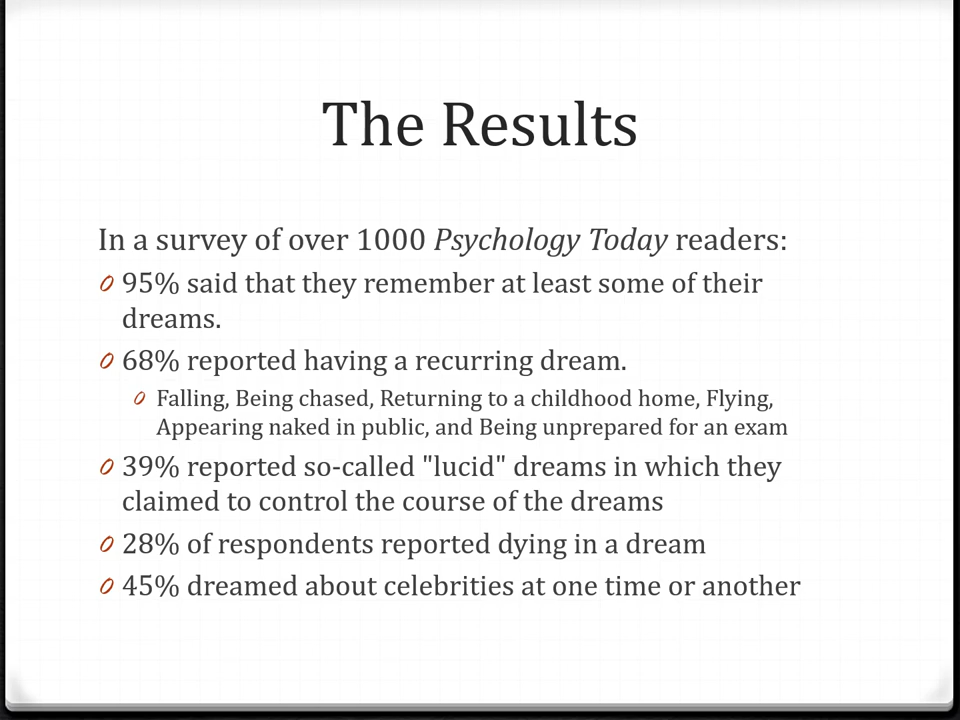 The Results
In a survey of over 1000 Psychology Today readers:
95% said that they remember at least some of their
dreams.
68% reported having a recurring dream.
Falling, Being chased, Returning to a childhood home, Flying,
Appearing naked in public, and Being unprepared for an exam
39% reported so-called "lucid" dreams in which they
claimed to control the course of the dreams
28% of respondents reported dying in a dream
45% dreamed about celebrities at one time or another